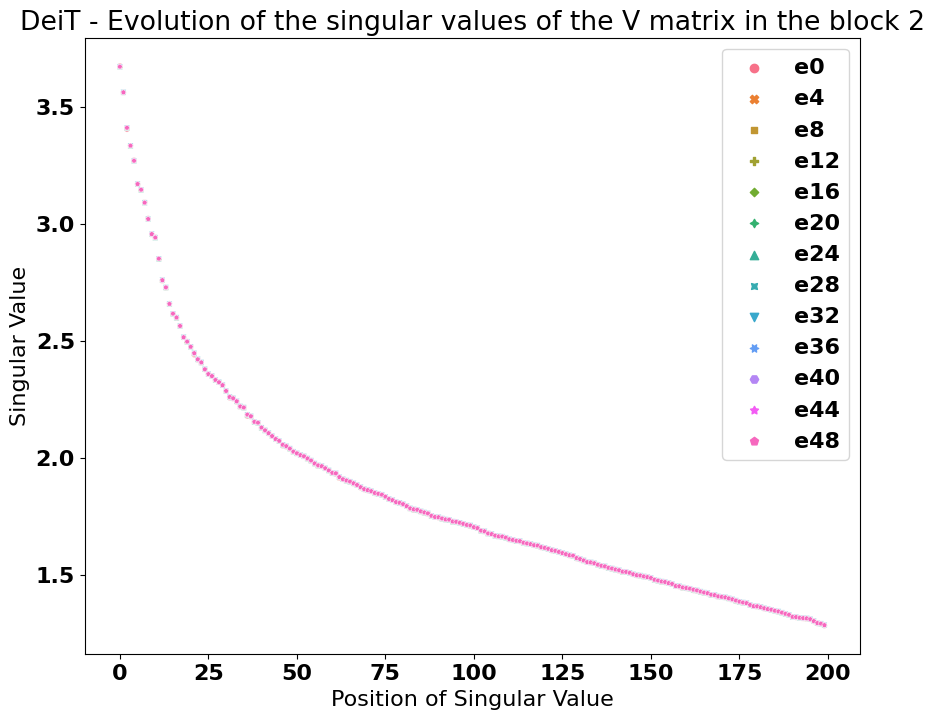 DeiT - Evolution of the singular values of the V matrix in the block 2
Singular Value
3.5
3.0
2.5
2.0
1.5
e0
e4
e8
e12
e16
e20
e24
e28
e32
e36
e40
e44
e48
0 25 50 75 100 125 150 175 200
Position of Singular Value